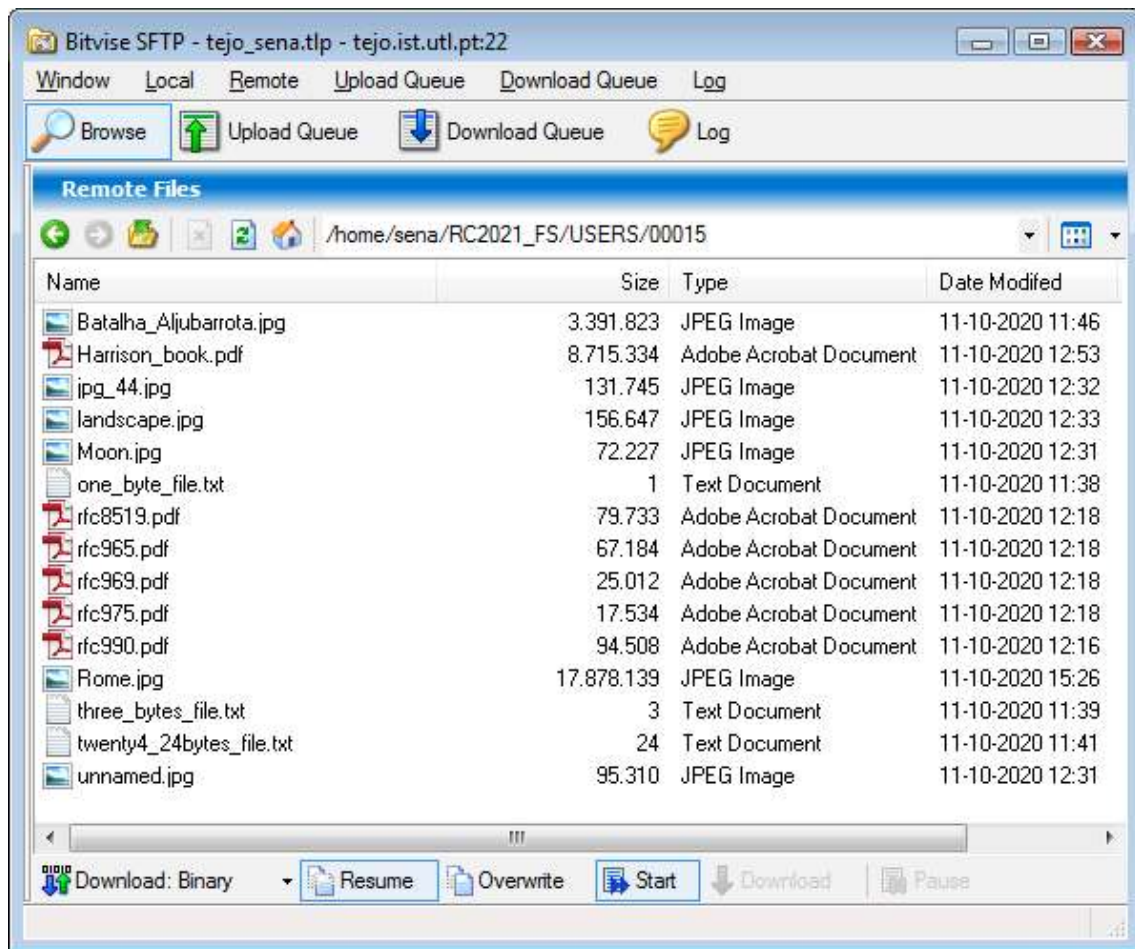 Bitvise SFTP - tejo_sena.tlp - tejo.ist.utl.pt:22
Window Local Remote Upload Queue Download Queue Log
Browse Upload Queue Download Queue Log
Remote Files
/home/sena/RC2021_FS/USERS/00015
Name Size Type Date Modifed
Batalha_Aljubarrota.jpg 3.391.823 JPEG Image 11-10-2020 11:46
Harrison_book.pdf 8.715.334 Adobe Acrobat Document 11-10-2020 12:53
jpg_44.jpg 131.745 JPEG Image 11-10-2020 12:32
landscape.jpg 156.647 JPEG Image 11-10-2020 12:33
Moon.jpg 72.227 JPEG Image 11-10-2020 12:31
one_byte_file.txt 1 Text Document 11-10-2020 11:38
rfc8519.pdf 79.733 Adobe Acrobat Document 11-10-2020 12:18
rfc965.pdf 67.184 Adobe Acrobat Document 11-10-2020 12:18
rfc969.pdf 25.012 Adobe Acrobat Document 11-10-2020 12:18
rfc975.pdf 17.534 Adobe Acrobat Document 11-10-2020 12:18
rfc990.pdf 94.508 Adobe Acrobat Document 11-10-2020 12:16
Rome.jpg 17.878.139 JPEG Image 11-10-2020 15:26
three_bytes_file.txt 3 Text Document 11-10-2020 11:39
twenty4_24bytes_file.txt 24 Text Document 11-10-2020 11:41
unnamed.jpg 95.310 JPEG Image 11-10-2020 12:31
Download: Binary Resume Overwrite Start Download Pause